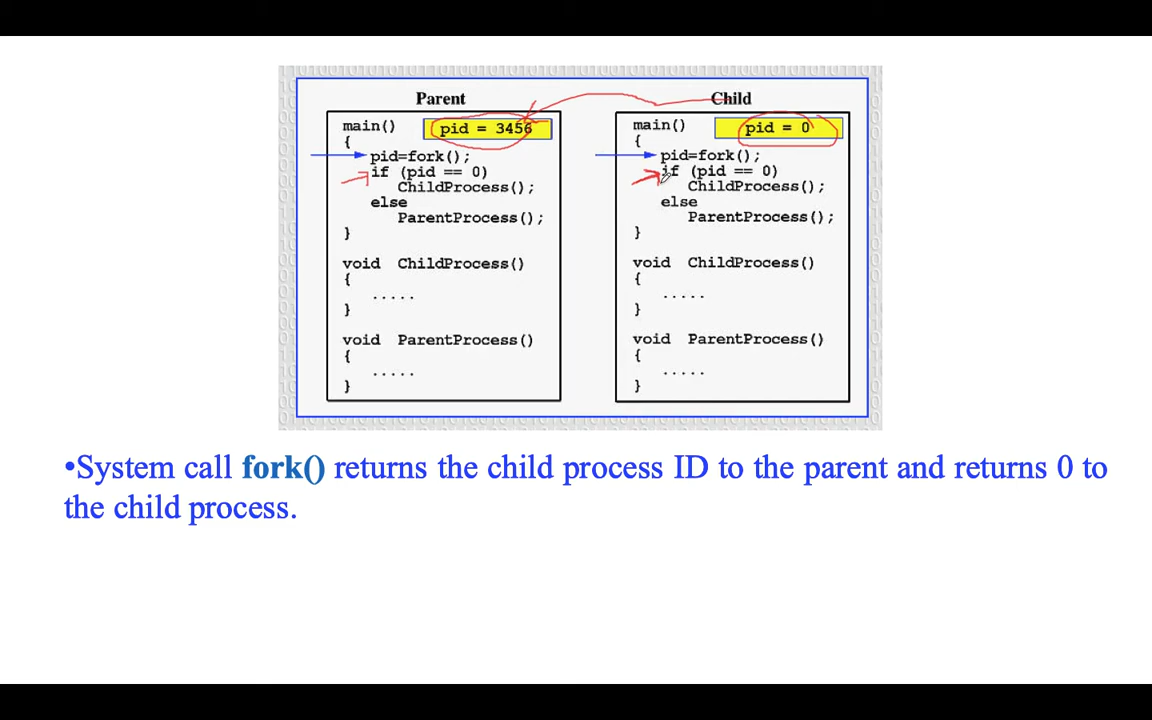 Parent
main()
pid = 3456
{
pid=fork();
if (pid == 0)
ChildProcess();
else
ParentProcess();
}
void ChildProcess()
{
.....
}
void ParentProcess()
{
.....
}
Child
main()
pid = 0
{
pid=fork();
if (pid == 0)
ChildProcess();
else
ParentProcess();
}
void ChildProcess()
{
.....
}
void ParentProcess()
{
.....
}
•System call fork() returns the child process ID to the parent and returns 0 to
the child process.